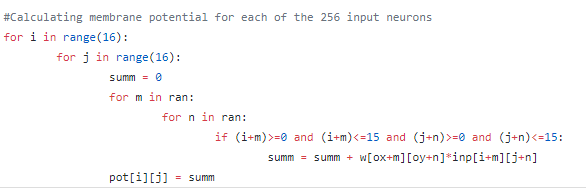 #Calculating membrane potential for each of the 256 input neurons
for i in range(16):
for j in range(16):
summ = 0
for m in ran:
for n in ran:
if (i+m)>=0 and (i+m)<=15 and (j+n)>=0 and (j+n)<=15:
summ = summ + w[ox+m][oy+n]*inp[i+m][j+n]
pot[i][j] = summ